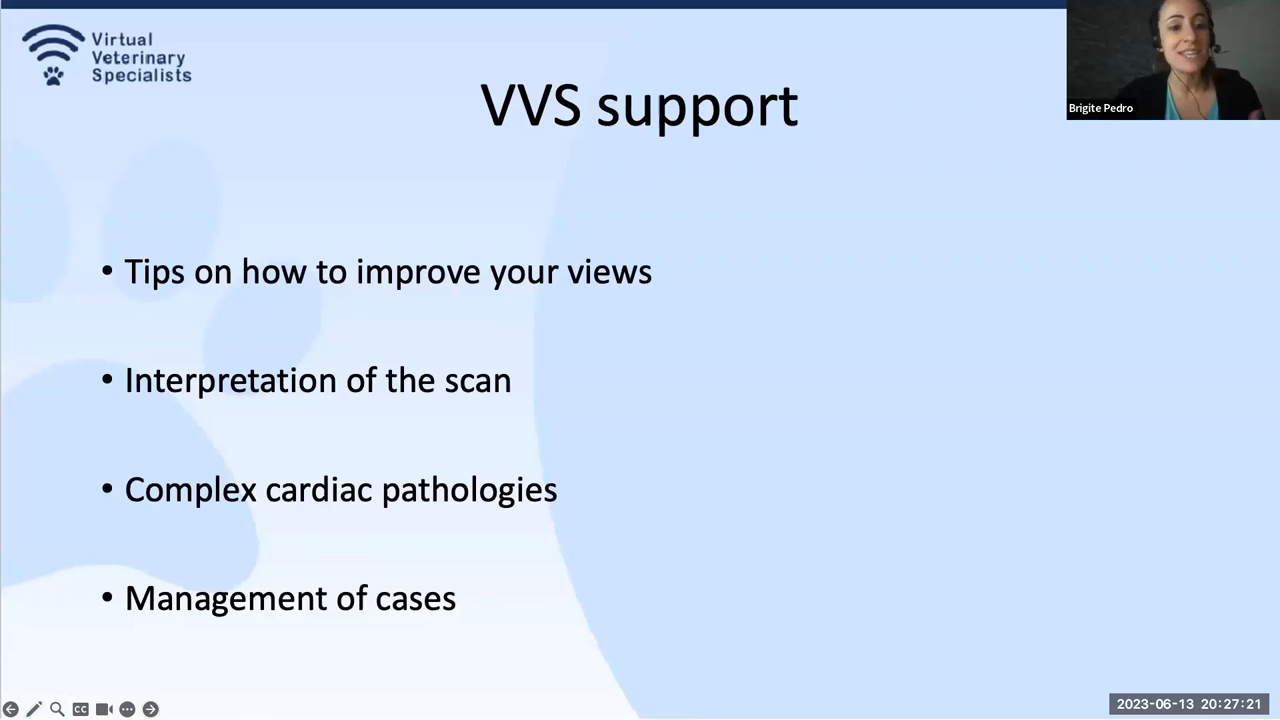 Virtual
Veterinary
Specialists
VVS support
Brigite Pedro
• Tips on how to improve your views
• Interpretation of the scan
• Complex cardiac pathologies
• Management of cases
CC
2023-06-13 20:27:21